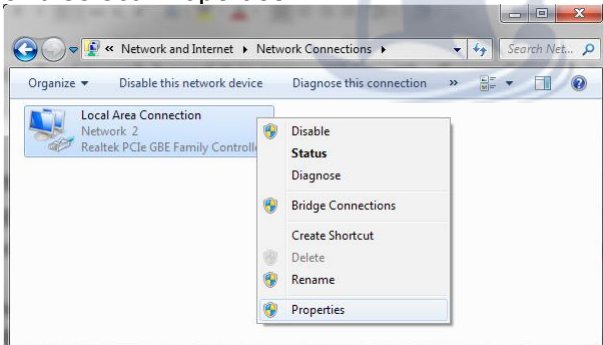 « Network and Internet ▸ Network Connections ▸ Search Net...
Organize ▾ Disable this network device Diagnose this connection »
Local Area Connection
Network 2
Realtek PCIe GBE Family Controlle
Disable
Status
Diagnose
Bridge Connections
Create Shortcut
Delete
Rename
Properties